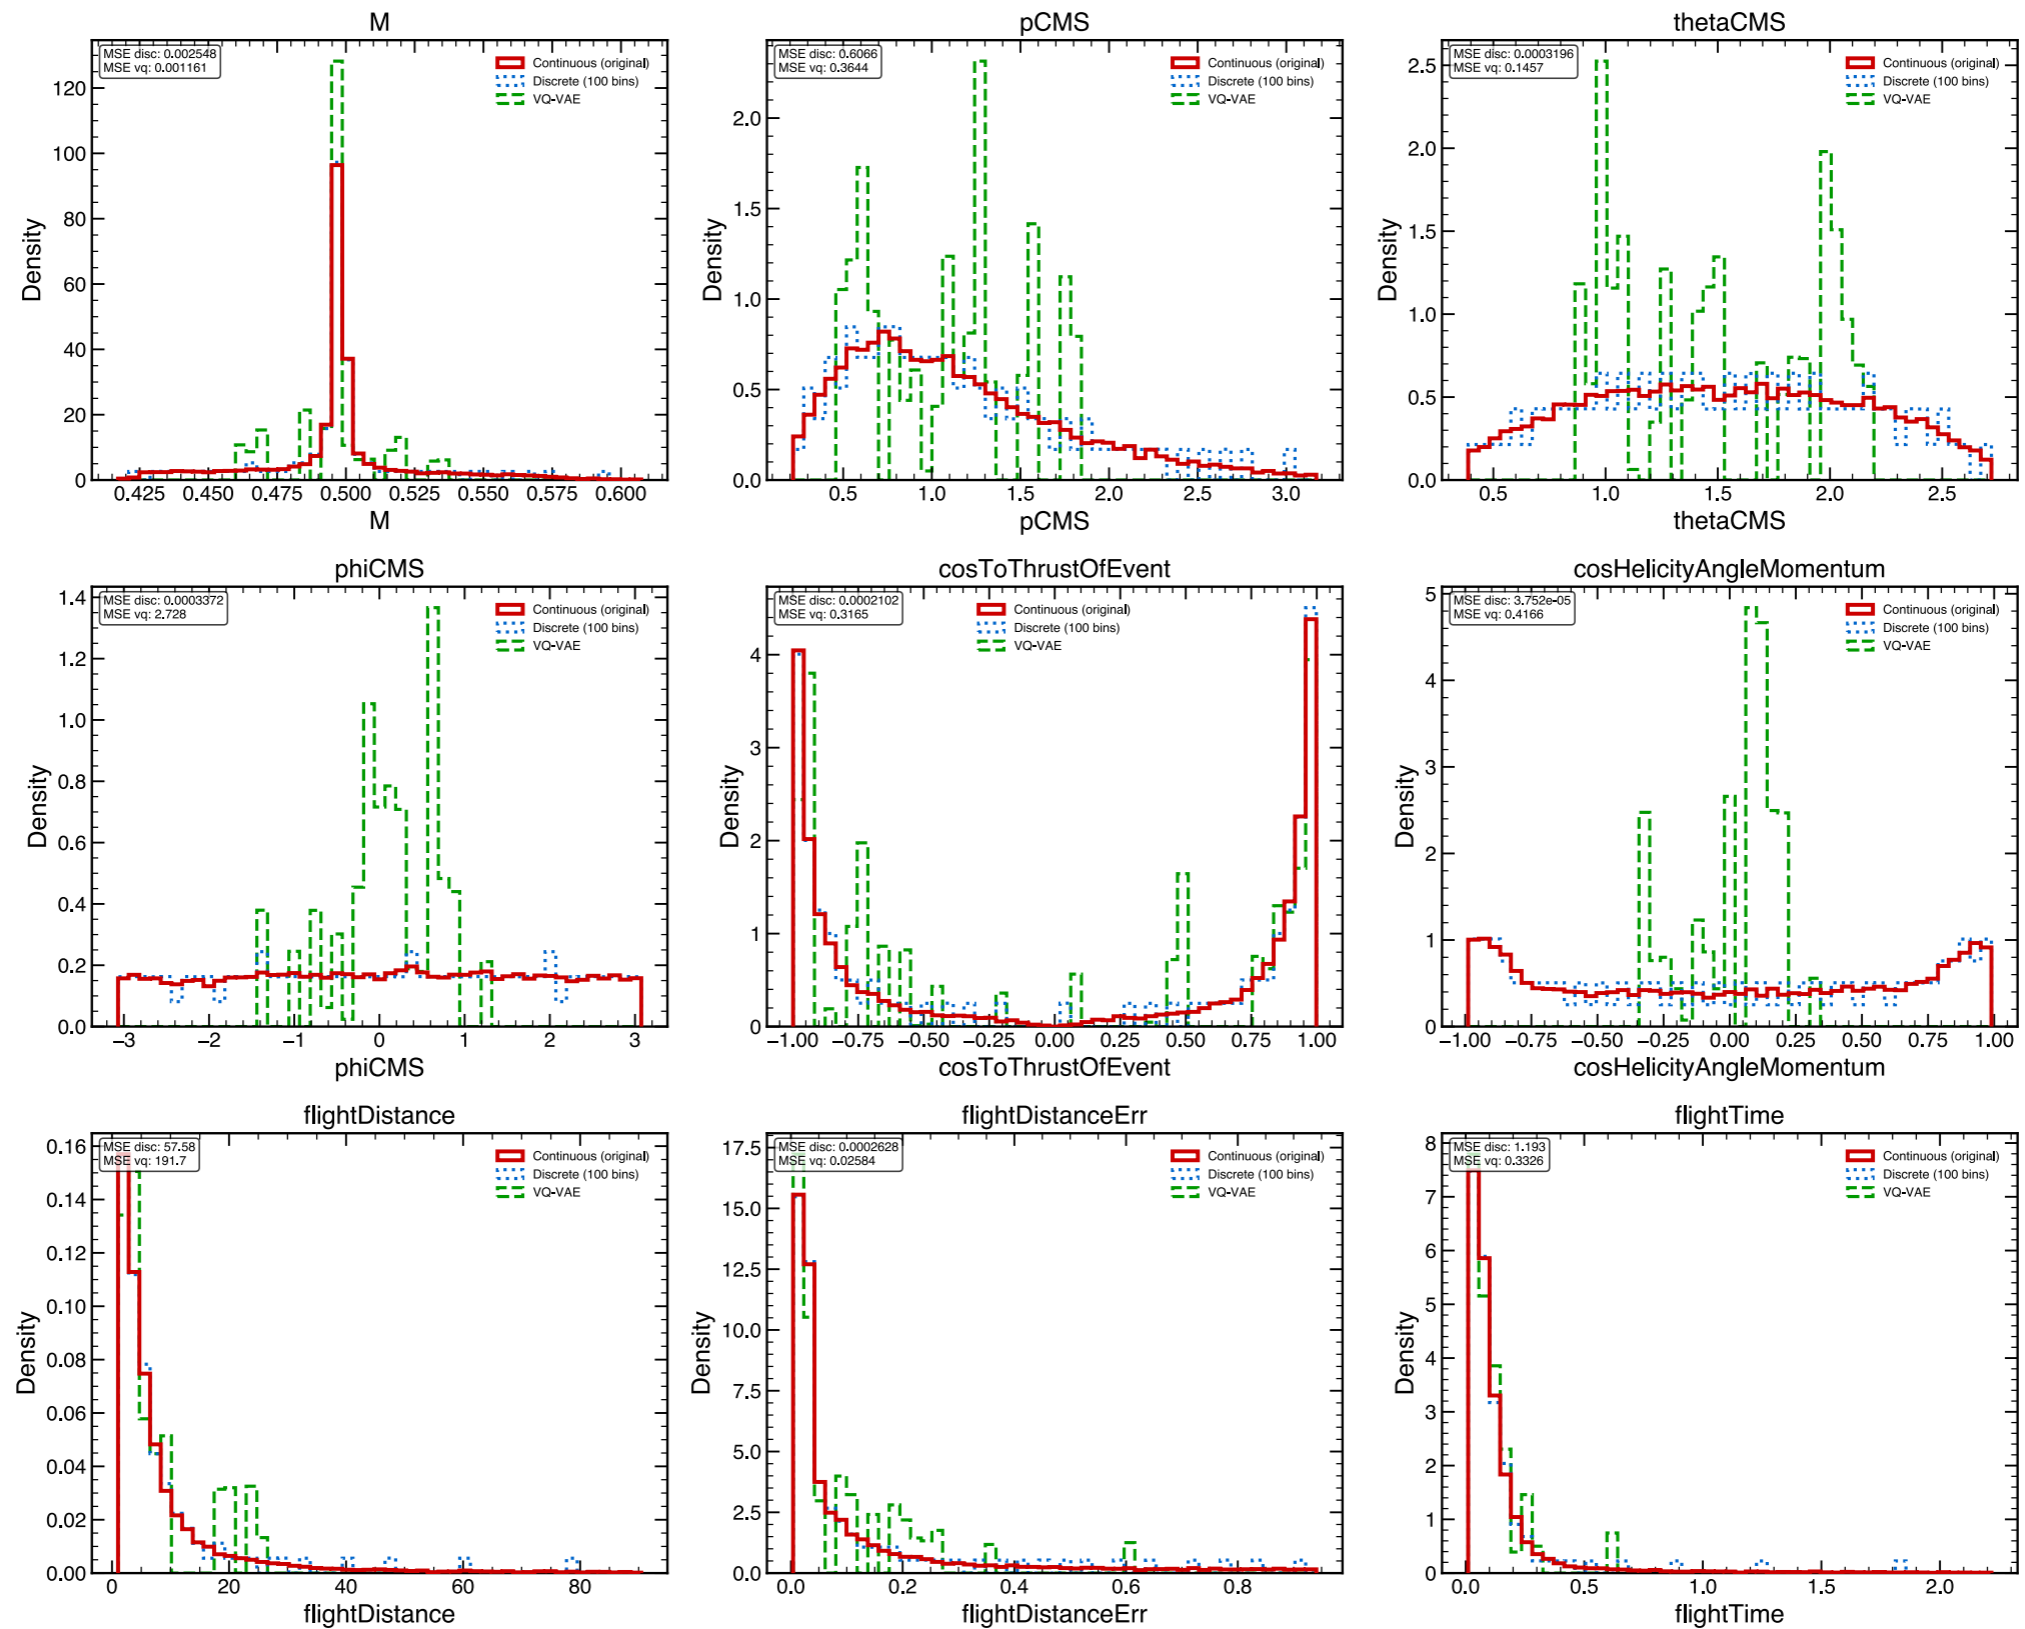 M
MSE disc: 0.002548
MSE vq: 0.001161
Continuous (original)
Discrete (100 bins)
VQ-VAE
Density
120
100
80
60
40
20
0
0.425 0.450 0.475 0.500 0.525 0.550 0.575 0.600
M
pCMS
MSE disc: 0.6066
MSE vq: 0.3644
Continuous (original)
Discrete (100 bins)
VQ-VAE
Density
2.0
1.5
1.0
0.5
0.0
0.5 1.0 1.5 2.0 2.5 3.0
pCMS
thetaCMS
MSE disc: 0.0003196
MSE vq: 0.1457
Continuous (original)
Discrete (100 bins)
VQ-VAE
Density
2.5
2.0
1.5
1.0
0.5
0.0
0.5 1.0 1.5 2.0 2.5
thetaCMS
phiCMS
MSE disc: 0.0003372
MSE vq: 2.728
Continuous (original)
Discrete (100 bins)
VQ-VAE
Density
1.4
1.2
1.0
0.8
0.6
0.4
0.2
0.0
−3 −2 −1 0 1 2 3
phiCMS
cosToThrustOfEvent
MSE disc: 0.0002102
MSE vq: 0.3165
Continuous (original)
Discrete (100 bins)
VQ-VAE
Density
4
3
2
1
0
−1.00 −0.75 −0.50 −0.25 0.00 0.25 0.50 0.75 1.00
cosToThrustOfEvent
cosHelicityAngleMomentum
MSE disc: 3.752e-05
MSE vq: 0.4166
Continuous (original)
Discrete (100 bins)
VQ-VAE
Density
5
4
3
2
1
0
−1.00 −0.75 −0.50 −0.25 0.00 0.25 0.50 0.75 1.00
cosHelicityAngleMomentum
flightDistance
MSE disc: 57.58
MSE vq: 191.7
Continuous (original)
Discrete (100 bins)
VQ-VAE
Density
0.16
0.14
0.12
0.10
0.08
0.06
0.04
0.02
0.00
0 20 40 60 80
flightDistance
flightDistanceErr
MSE disc: 0.0002628
MSE vq: 0.02584
Continuous (original)
Discrete (100 bins)
VQ-VAE
Density
17.5
15.0
12.5
10.0
7.5
5.0
2.5
0.0
0.0 0.2 0.4 0.6 0.8
flightDistanceErr
flightTime
MSE disc: 1.193
MSE vq: 0.3326
Continuous (original)
Discrete (100 bins)
VQ-VAE
Density
8
7
6
5
4
3
2
1
0
0.0 0.5 1.0 1.5 2.0
flightTime